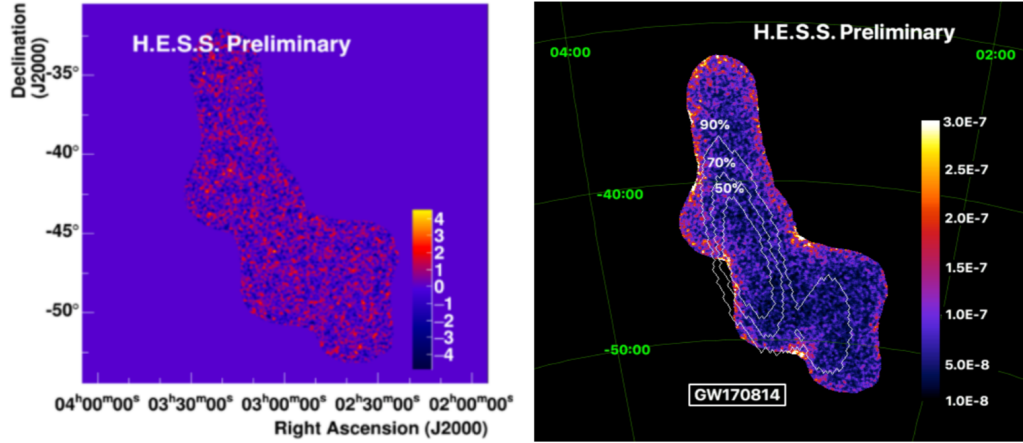 H.E.S.S. Preliminary
Declination
(J2000)
-35°
-40°
-45°
-50°
4
3
2
1
0
-1
-2
-3
-4
04h00m00s 03h30m00s 03h00m00s 02h30m00s 02h00m00s
Right Ascension (J2000)
H.E.S.S. Preliminary
04:00
02:00
90%
70%
50%
-40:00
-50:00
3.0E-7
2.5E-7
2.0E-7
1.5E-7
1.0E-7
5.0E-8
1.0E-8
GW170814